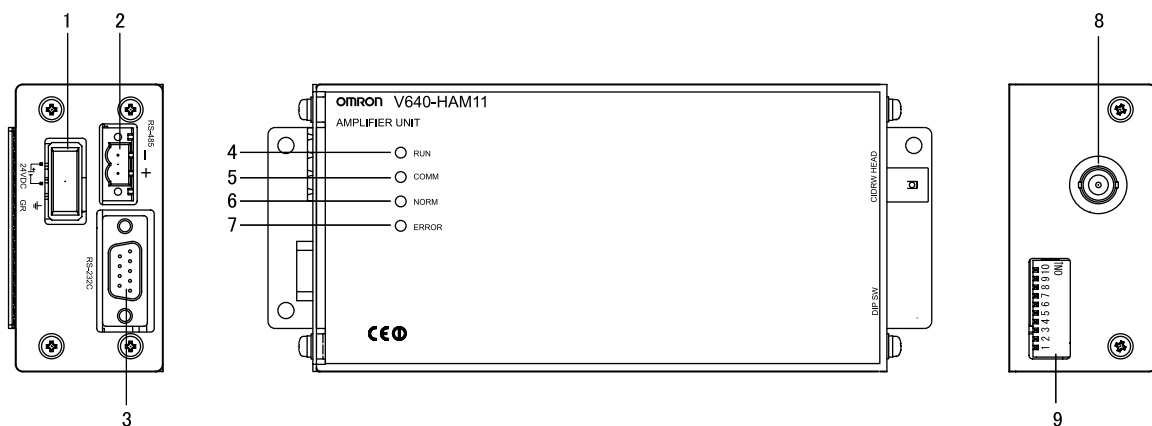 1
2
RS-485
- +
24VDC
GR
RS-232C
3
OMRON V640-HAM11
AMPLIFIER UNIT
4
RUN
5
COMM
6
NORM
7
ERROR
CIDRW HEAD
DIP SW
CE
8
ON↓
1 2 3 4 5 6 7 8 9 10
9